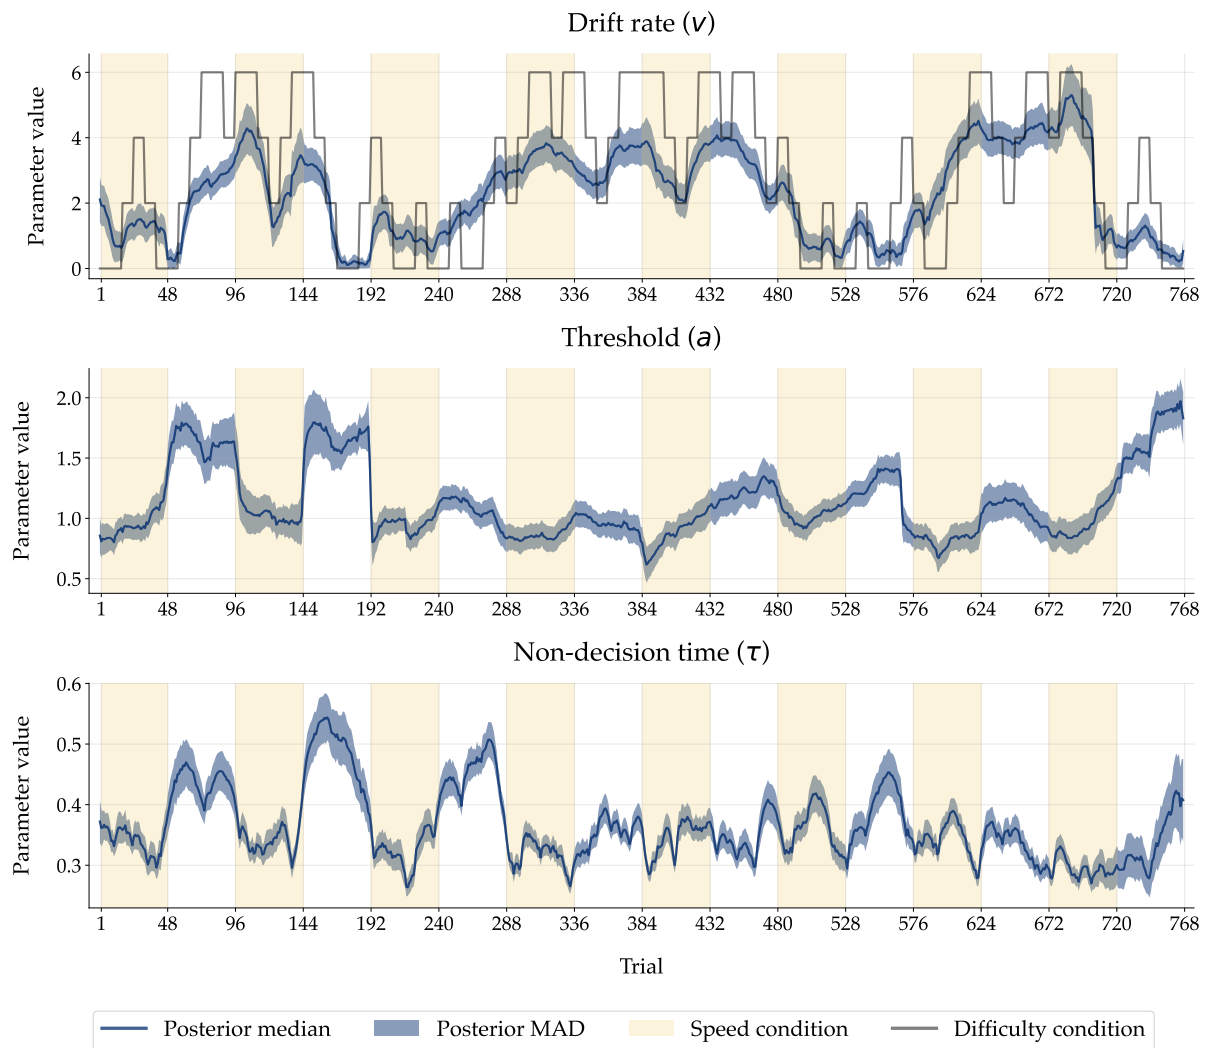 Drift rate (v)
Parameter value
6
4
2
0
1 48 96 144 192 240 288 336 384 432 480 528 576 624 672 720 768
Threshold (a)
Parameter value
2.0
1.5
1.0
0.5
1 48 96 144 192 240 288 336 384 432 480 528 576 624 672 720 768
Non-decision time (τ)
Parameter value
0.6
0.5
0.4
0.3
1 48 96 144 192 240 288 336 384 432 480 528 576 624 672 720 768
Trial
Posterior median Posterior MAD Speed condition Difficulty condition